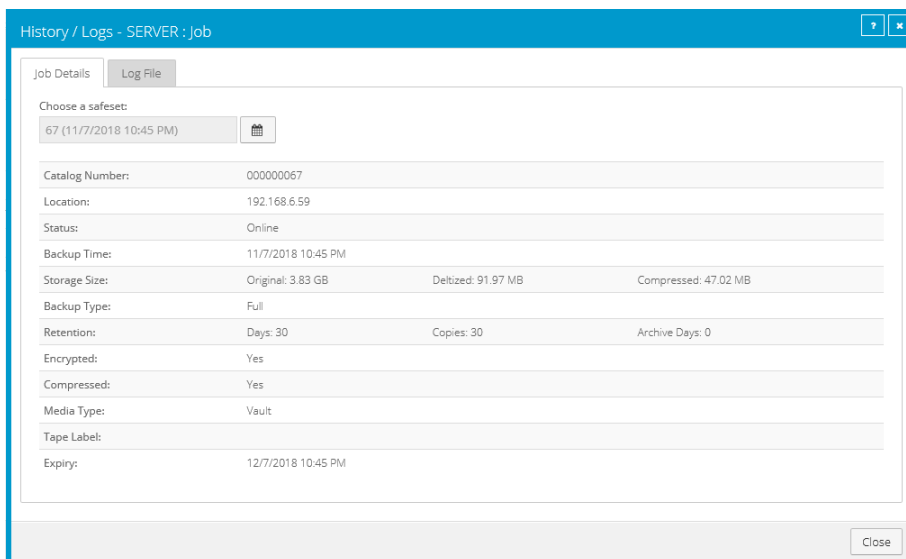 History / Logs - SERVER : Job
? ×
Job Details Log File
Choose a safeset:
67 (11/7/2018 10:45 PM)
Catalog Number: 000000067
Location: 192.168.6.59
Status: Online
Backup Time: 11/7/2018 10:45 PM
Storage Size: Original: 3.83 GB Deltized: 91.97 MB Compressed: 47.02 MB
Backup Type: Full
Retention: Days: 30 Copies: 30 Archive Days: 0
Encrypted: Yes
Compressed: Yes
Media Type: Vault
Tape Label:
Expiry: 12/7/2018 10:45 PM
Close